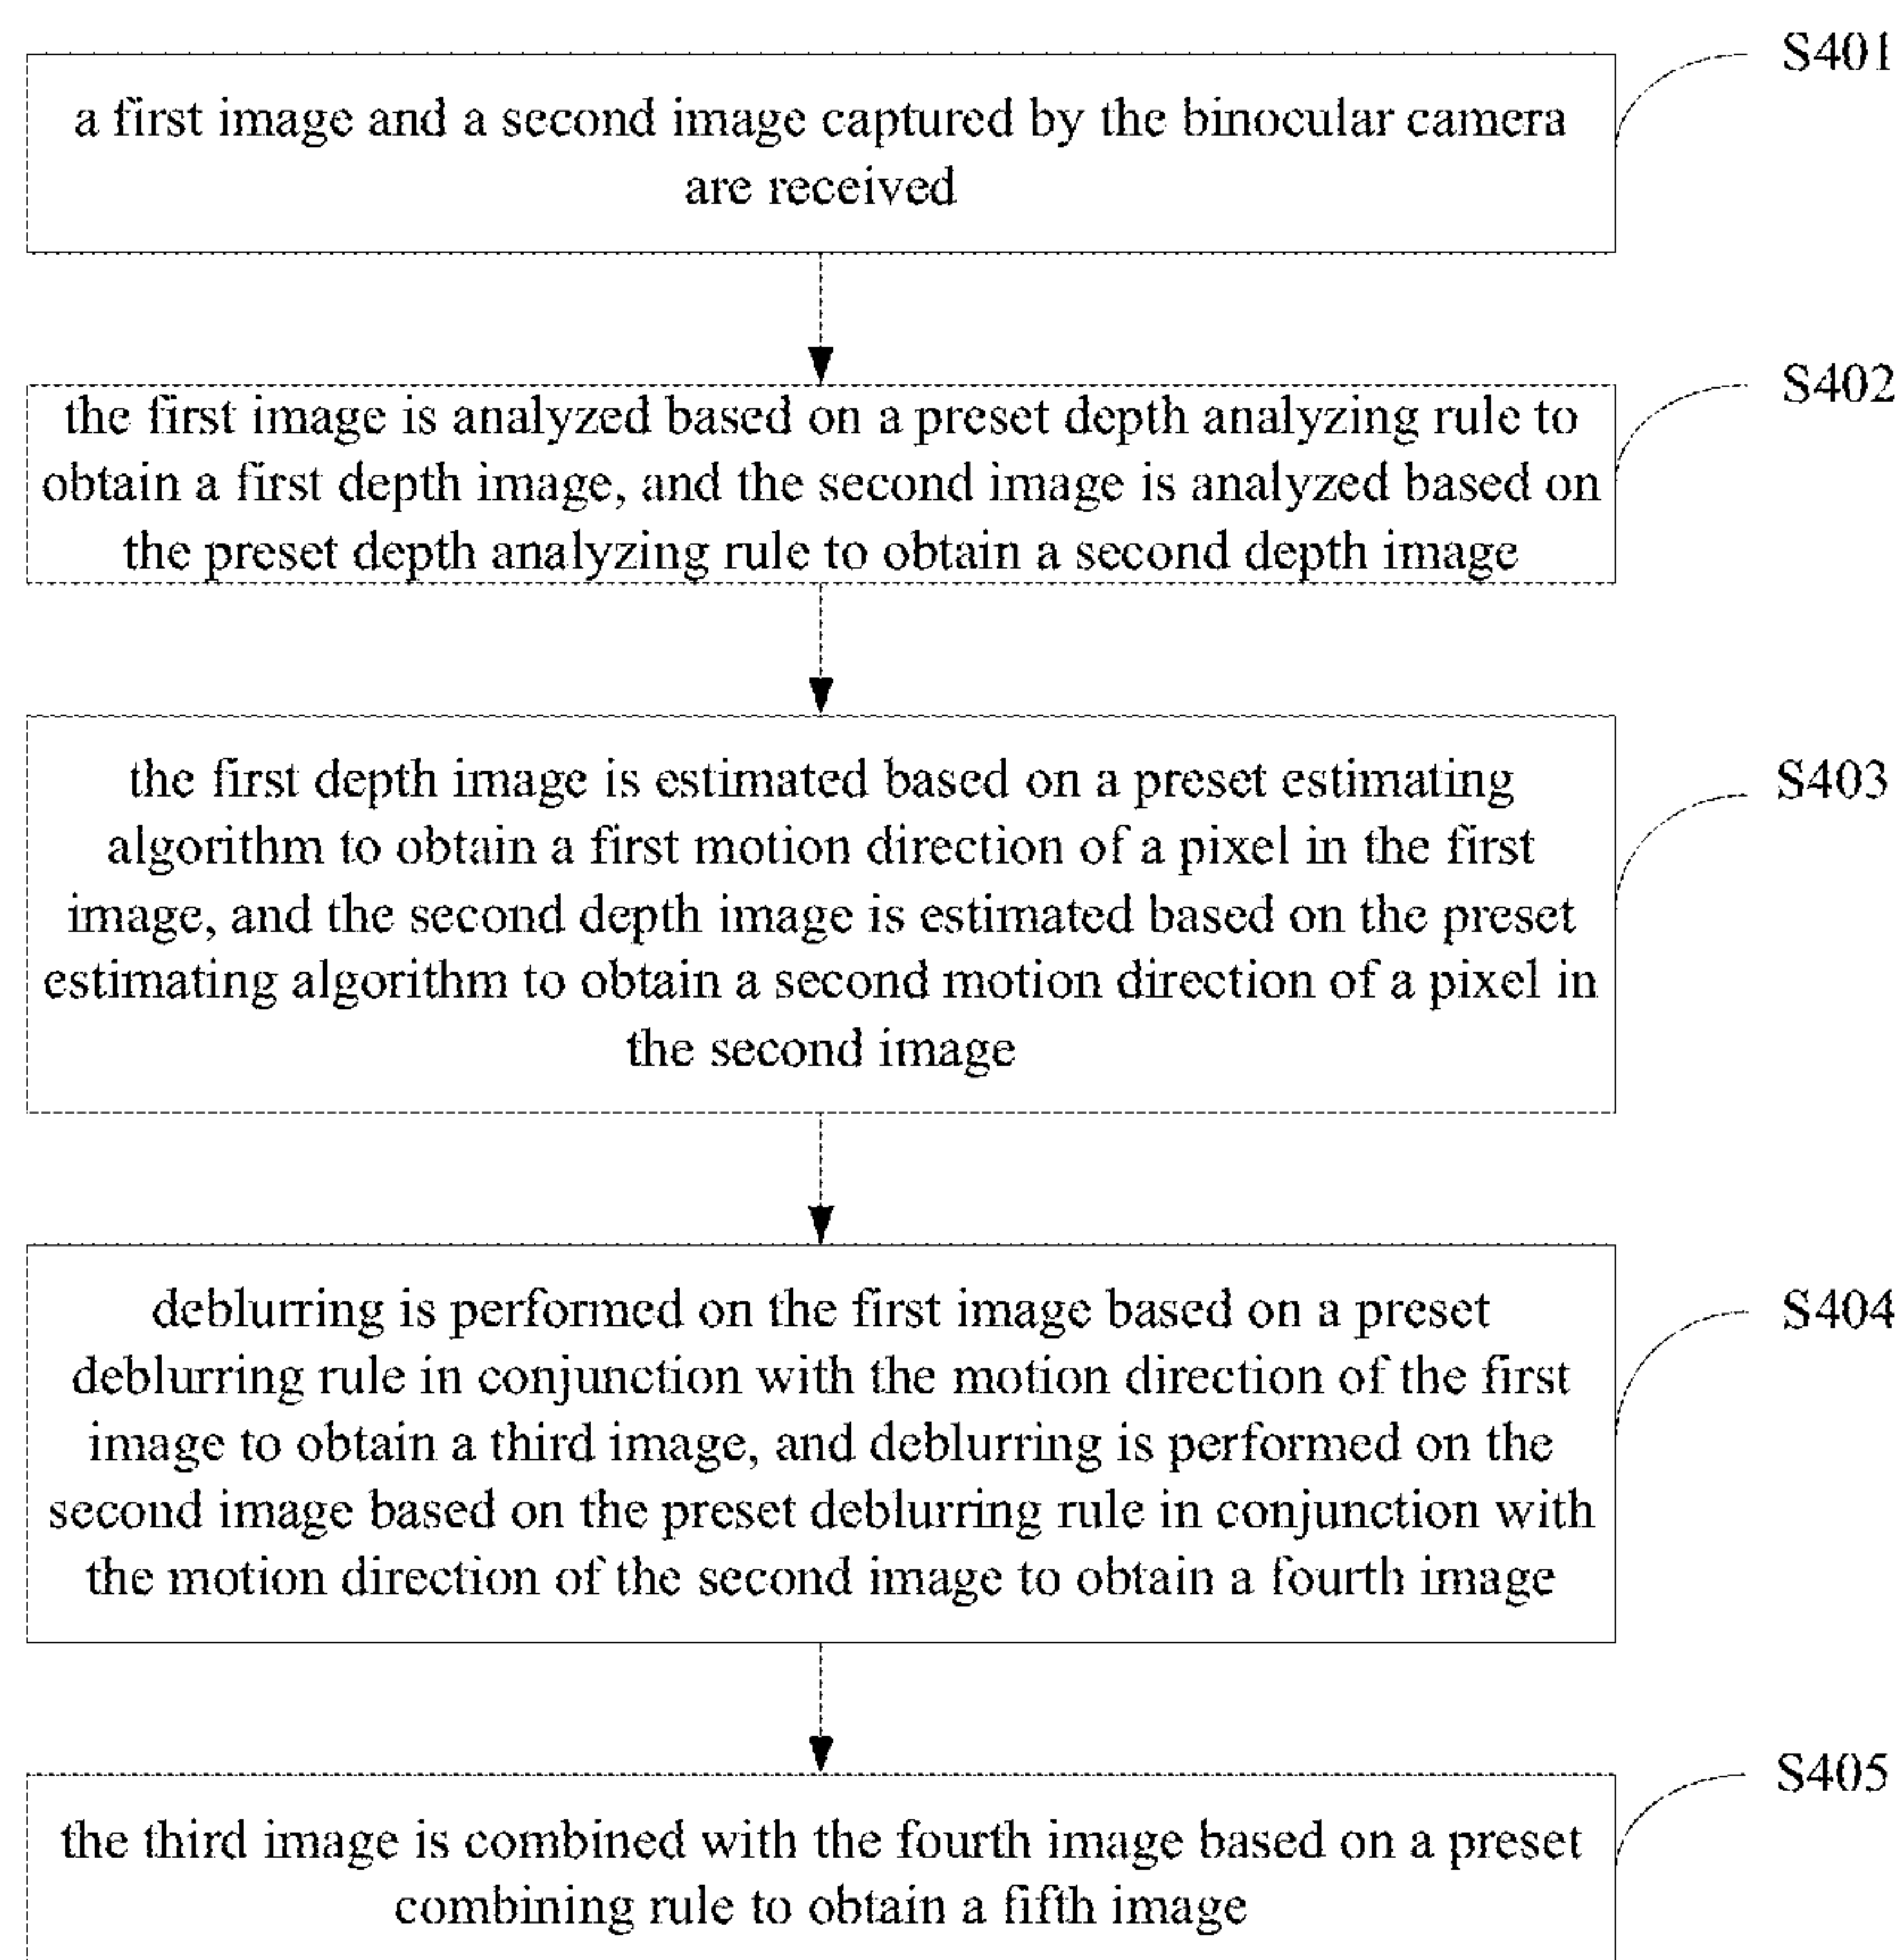 S401
a first image and a second image captured by the binocular camera
are received
S402
the first image is analyzed based on a preset depth analyzing rule to
obtain a first depth image, and the second image is analyzed based on
the preset depth analyzing rule to obtain a second depth image
S403
the first depth image is estimated based on a preset estimating
algorithm to obtain a first motion direction of a pixel in the first
image, and the second depth image is estimated based on the preset
estimating algorithm to obtain a second motion direction of a pixel in
the second image
S404
deblurring is performed on the first image based on a preset
deblurring rule in conjunction with the motion direction of the first
image to obtain a third image, and deblurring is performed on the
second image based on the preset deblurring rule in conjunction with
the motion direction of the second image to obtain a fourth image
S405
the third image is combined with the fourth image based on a preset
combining rule to obtain a fifth image